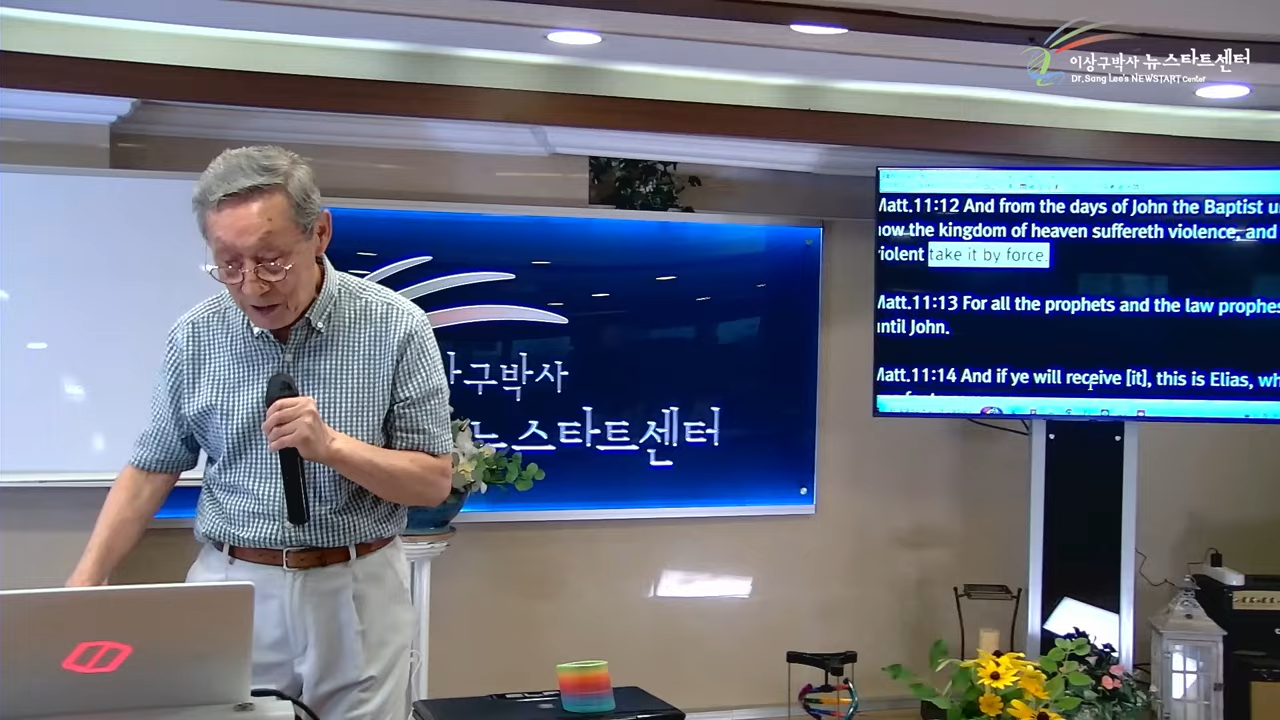 이상구박사 뉴스타트센터
Dr. Sang Lee's NEWSTART Center
Matt.11:12 And from the days of John the Baptist
now the kingdom of heaven suffereth violence, and
violent take it by force.
Matt.11:13 For all the prophets and the law
until John.
Matt.11:14 And if ye will receive [it], this is Elias,
구박사
뉴스타트센터